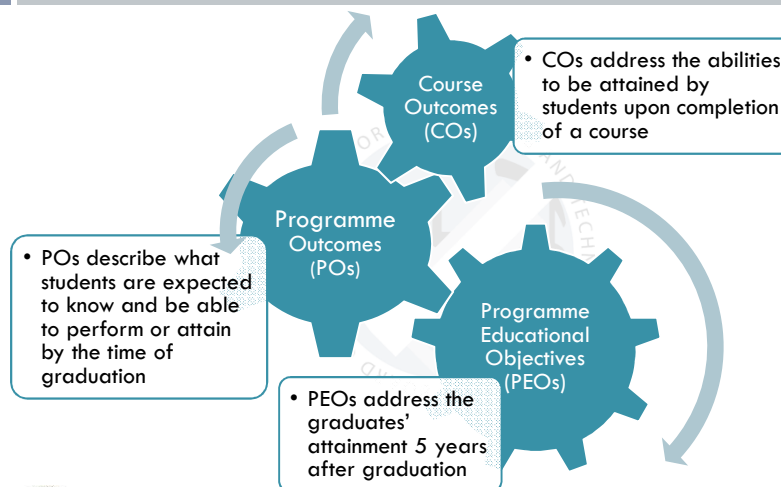 Course
Outcomes
(COs)
• COs address the abilities
to be attained by
students upon completion
of a course
Programme
Outcomes
(POs)
• POs describe what
students are expected
to know and be able
to perform or attain
by the time of
graduation
Programme
Educational
Objectives
(PEOs)
• PEOs address the
graduates'
attainment 5 years
after graduation